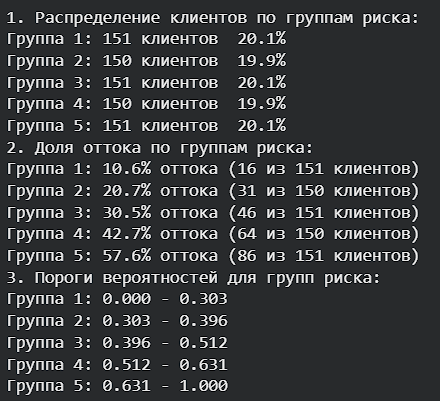 1. Распределение клиентов по группам риска:
Группа 1: 151 клиентов  20.1%
Группа 2: 150 клиентов  19.9%
Группа 3: 151 клиентов  20.1%
Группа 4: 150 клиентов  19.9%
Группа 5: 151 клиентов  20.1%
2. Доля оттока по группам риска:
Группа 1: 10.6% оттока (16 из 151 клиентов)
Группа 2: 20.7% оттока (31 из 150 клиентов)
Группа 3: 30.5% оттока (46 из 151 клиентов)
Группа 4: 42.7% оттока (64 из 150 клиентов)
Группа 5: 57.6% оттока (86 из 151 клиентов)
3. Пороги вероятностей для групп риска:
Группа 1: 0.000 - 0.303
Группа 2: 0.303 - 0.396
Группа 3: 0.396 - 0.512
Группа 4: 0.512 - 0.631
Группа 5: 0.631 - 1.000